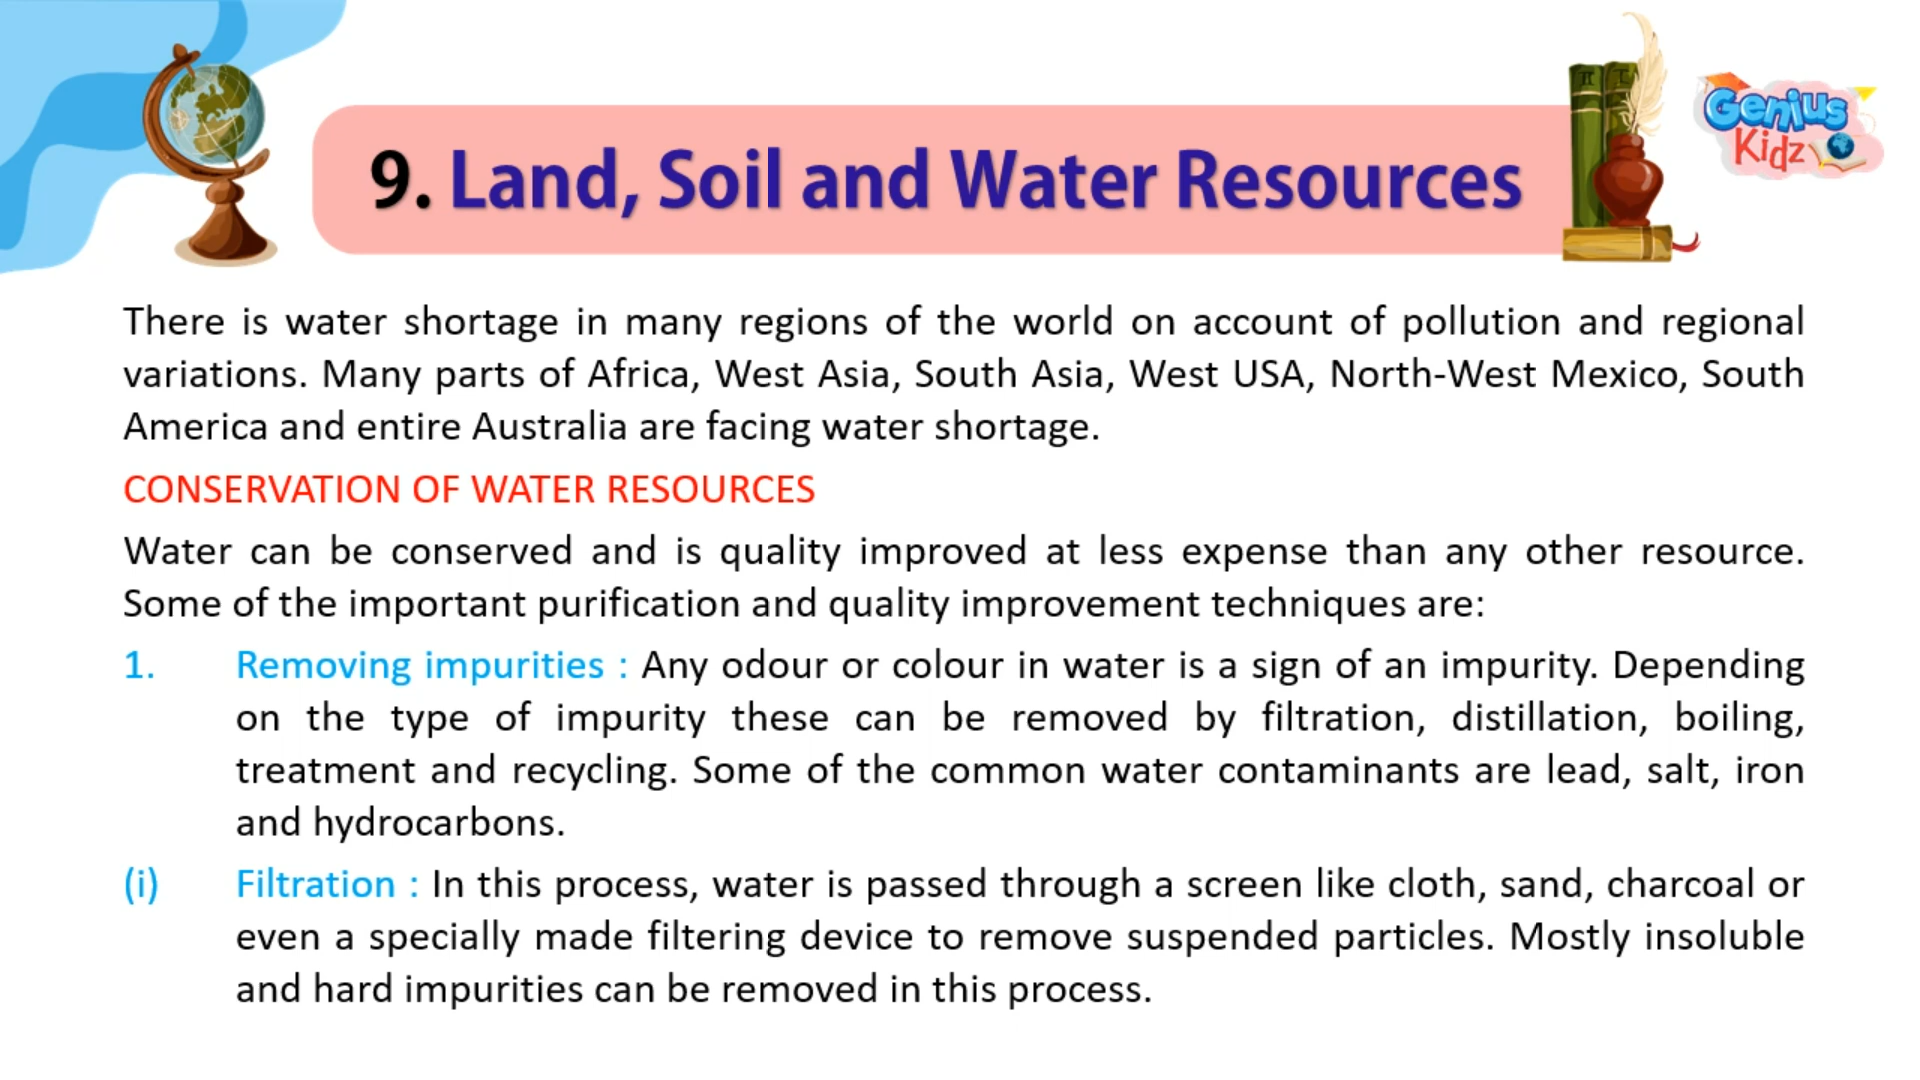 9. Land, Soil and Water Resources
Genius
Kidz
There is water shortage in many regions of the world on account of pollution and regional
variations. Many parts of Africa, West Asia, South Asia, West USA, North-West Mexico, South
America and entire Australia are facing water shortage.
CONSERVATION OF WATER RESOURCES
Water can be conserved and is quality improved at less expense than any other resource.
Some of the important purification and quality improvement techniques are:
1. Removing impurities : Any odour or colour in water is a sign of an impurity. Depending
on the type of impurity these can be removed by filtration, distillation, boiling,
treatment and recycling. Some of the common water contaminants are lead, salt, iron
and hydrocarbons.
(i) Filtration : In this process, water is passed through a screen like cloth, sand, charcoal or
even a specially made filtering device to remove suspended particles. Mostly insoluble
and hard impurities can be removed in this process.